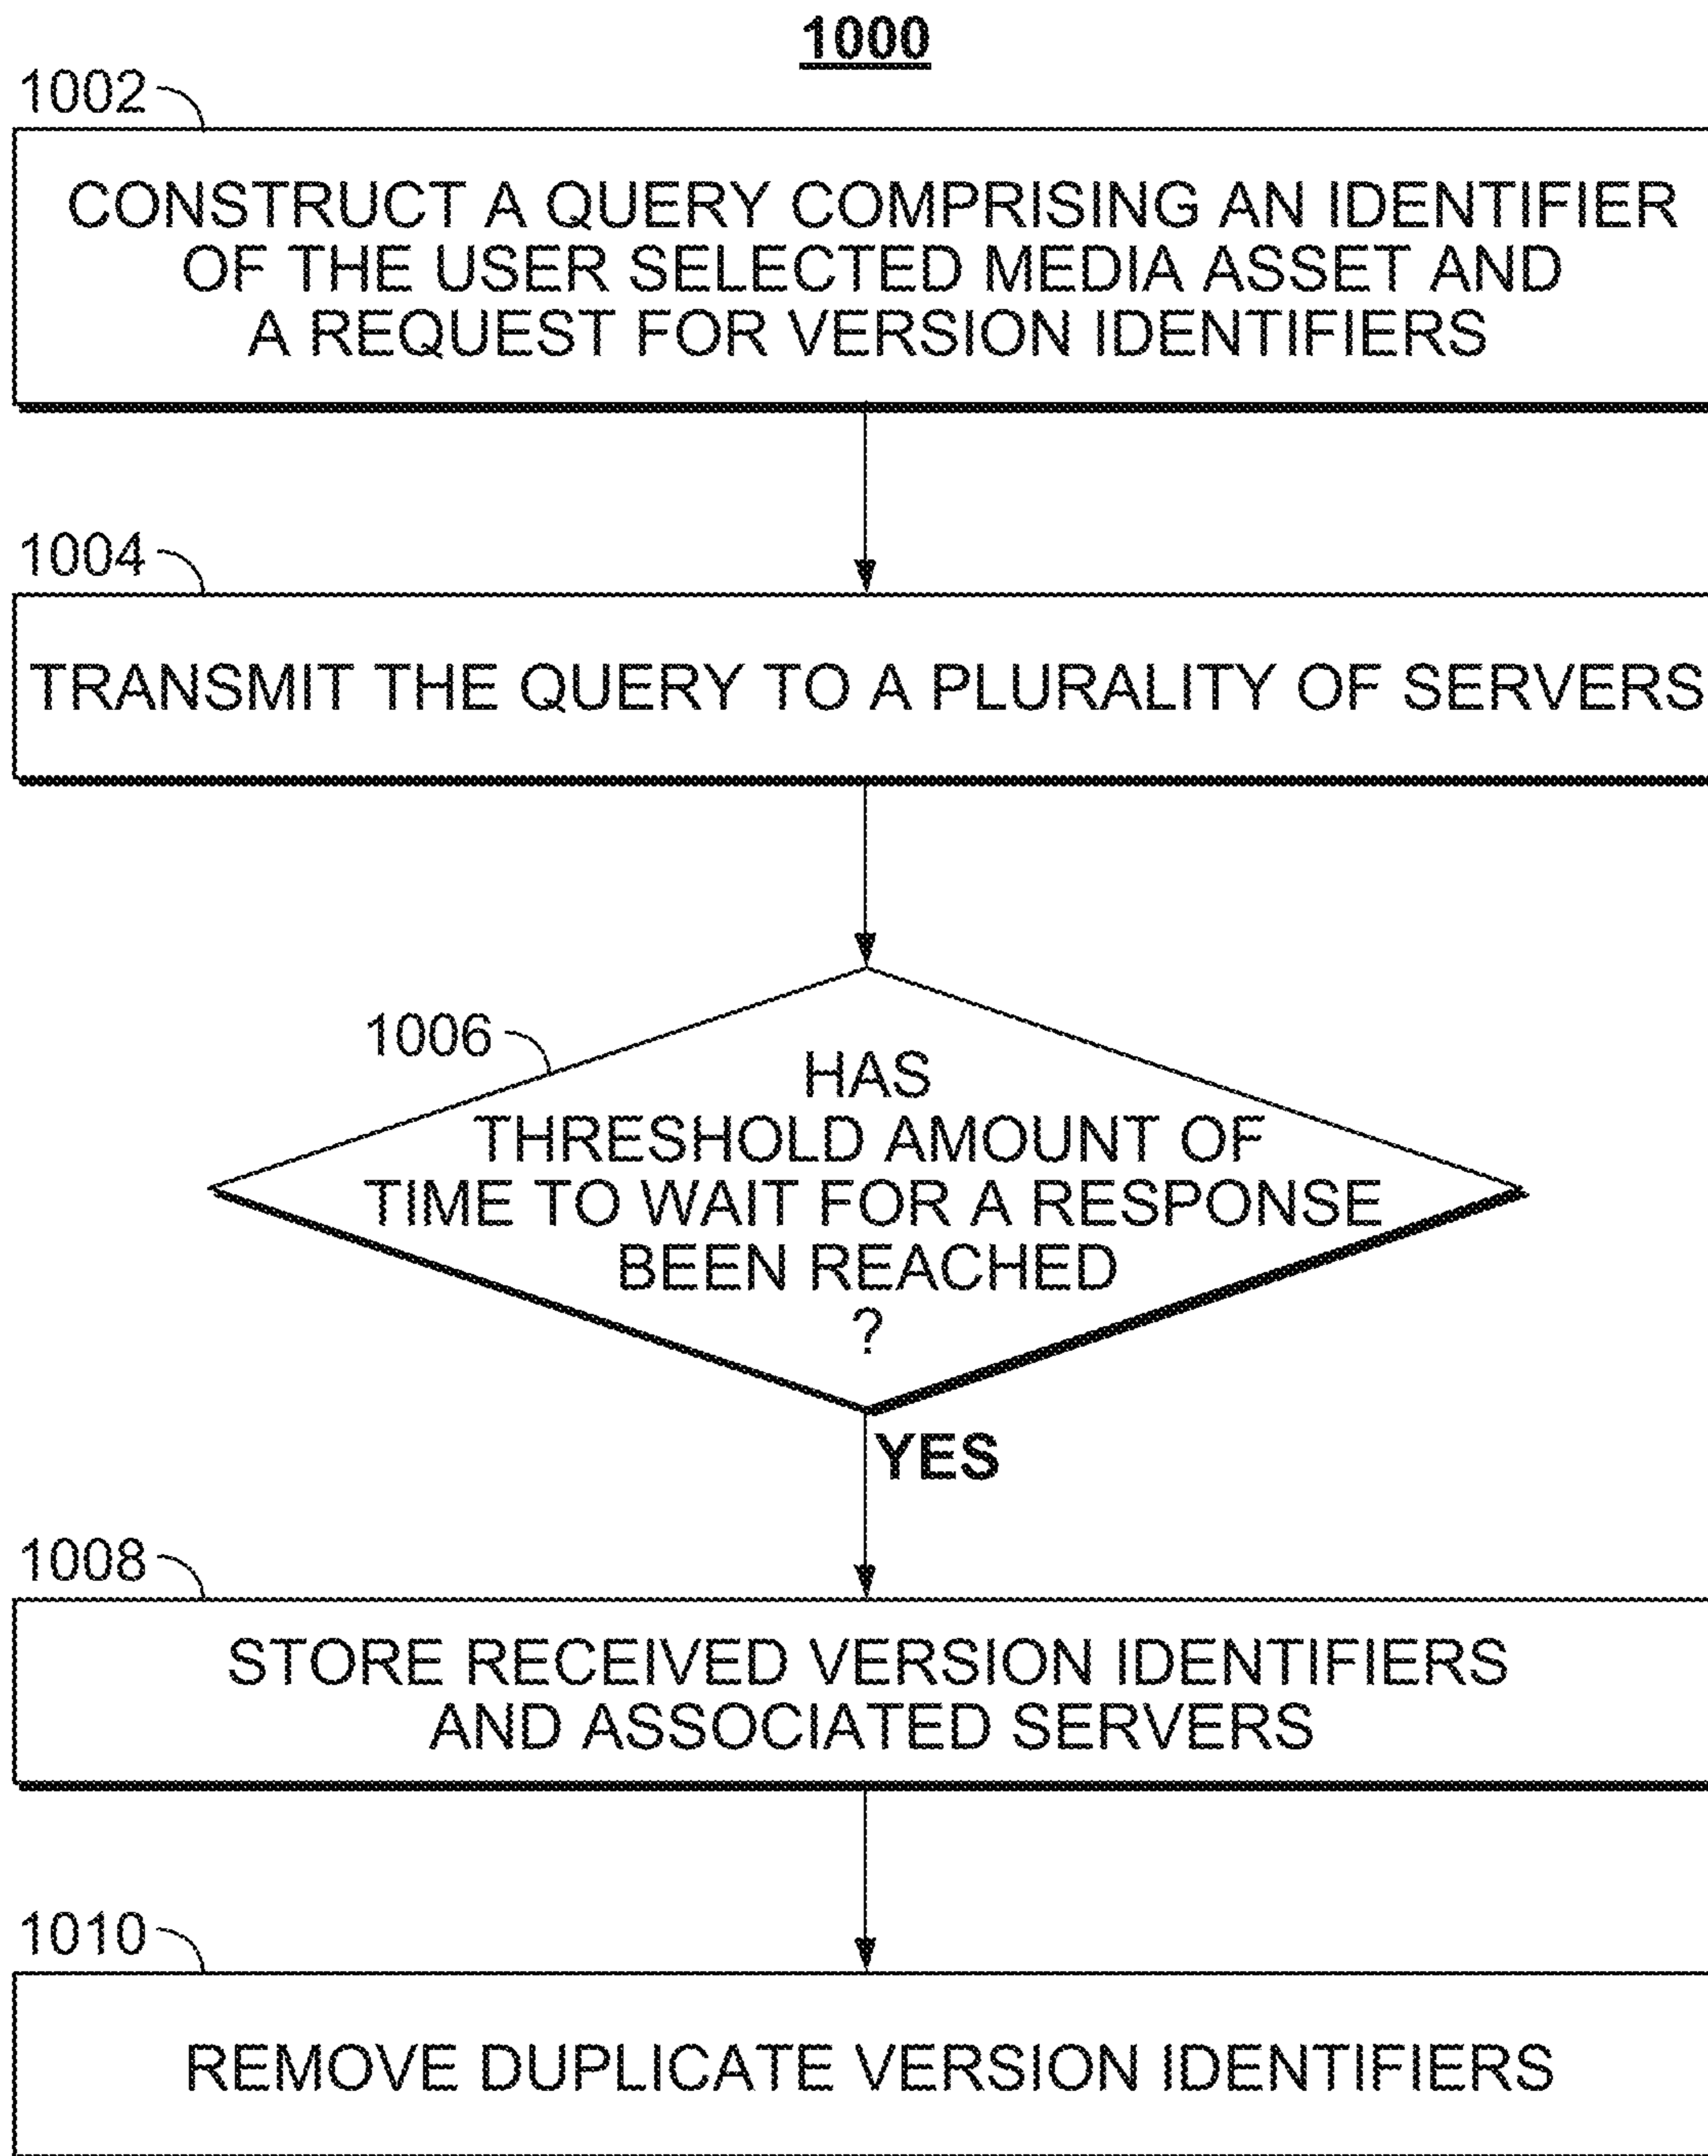 1000
1002
CONSTRUCT A QUERY COMPRISING AN IDENTIFIER
OF THE USER SELECTED MEDIA ASSET AND
A REQUEST FOR VERSION IDENTIFIERS
1004
TRANSMIT THE QUERY TO A PLURALITY OF SERVERS
1006
HAS
THRESHOLD AMOUNT OF
TIME TO WAIT FOR A RESPONSE
BEEN REACHED
?
YES
1008
STORE RECEIVED VERSION IDENTIFIERS
AND ASSOCIATED SERVERS
1010
REMOVE DUPLICATE VERSION IDENTIFIERS